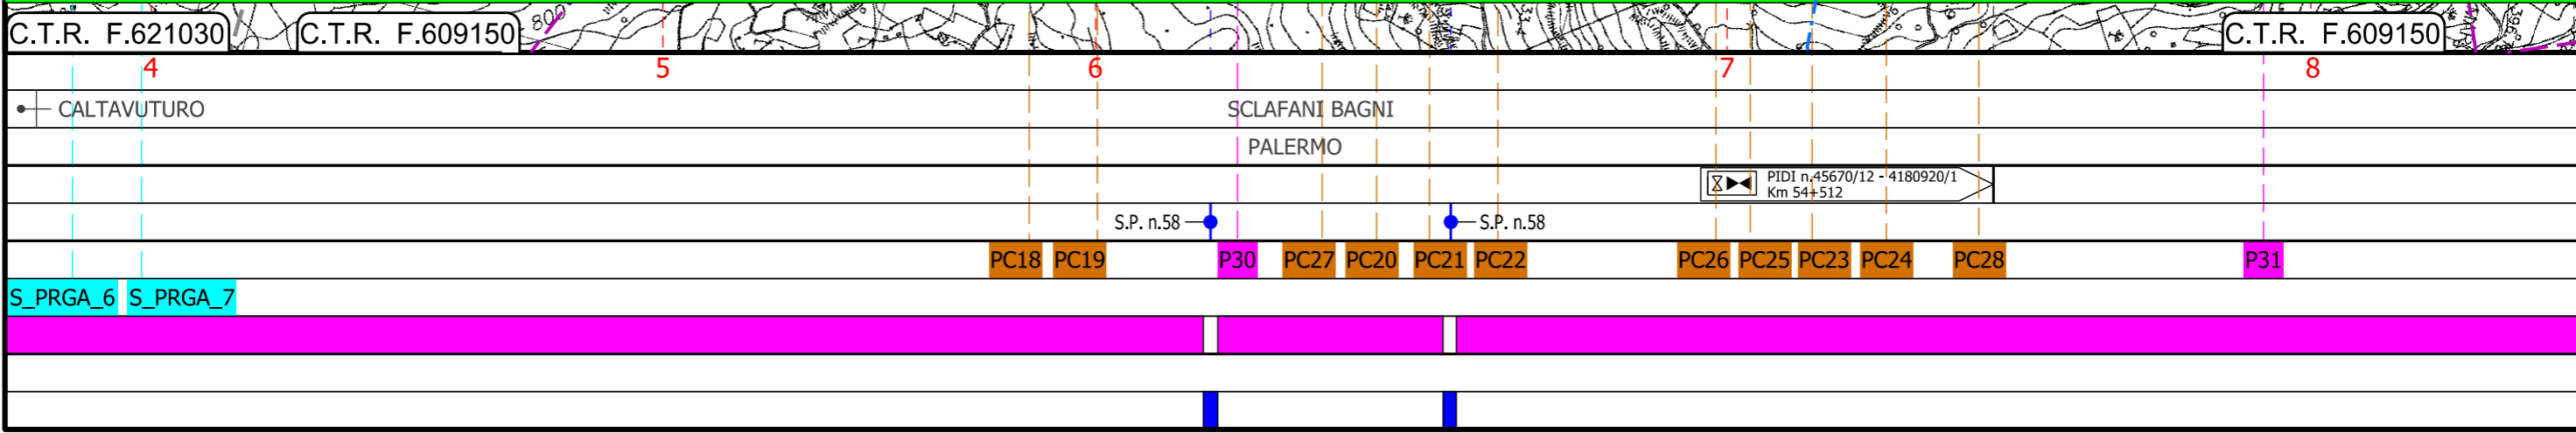 C.T.R. F.621030
C.T.R. F.609150
800
C.T.R. F.609150
4 5 6 7 8
CALTAVUTURO
SCLAFANI BAGNI
PALERMO
PIDI n.45670/12 - 4180920/1
Km 54+512
S.P. n.58
S.P. n.58
PC18 PC19 P30 PC27 PC20 PC21 PC22 PC26 PC25 PC23 PC24 PC28 P31
S_PRGA_6 S_PRGA_7